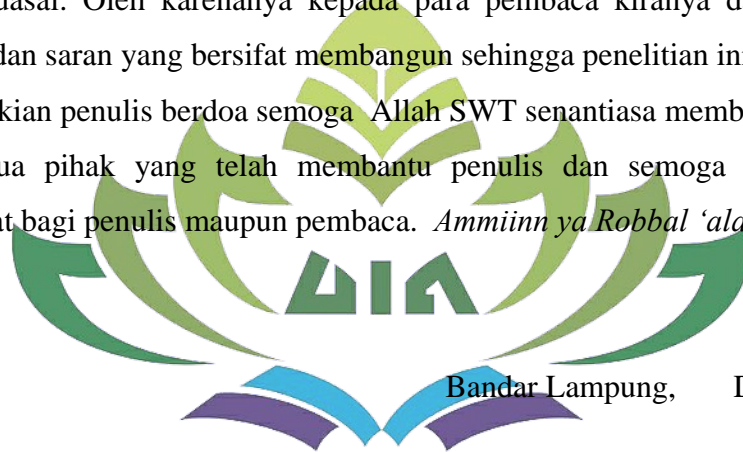 dasar. Oleh karenanya kepada para pembaca kiranya d
dan saran yang bersifat membangun sehingga penelitian ini
kian penulis berdoa semoga Allah SWT senantiasa memb
ua pihak yang telah membantu penulis dan semoga
at bagi penulis maupun pembaca. Ammiinn ya Robbal ‘ala
UIN
Bandar Lampung, D